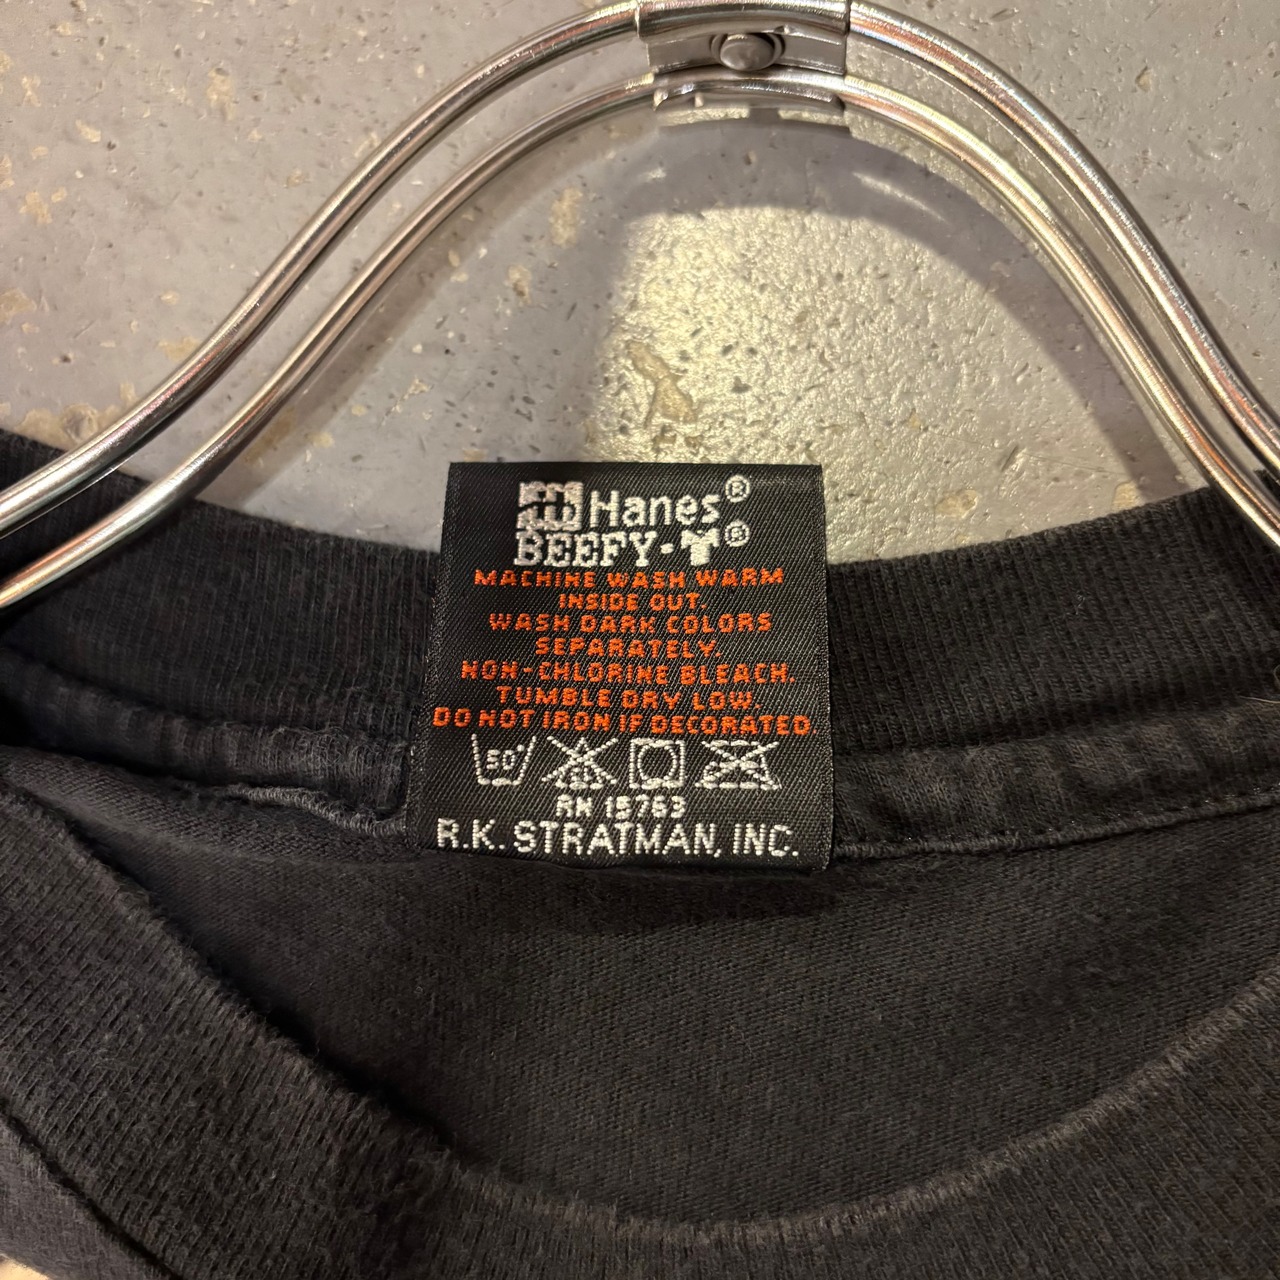 Hanes®
BEEFY-T®
MACHINE WASH WARM
INSIDE OUT.
WASH DARK COLORS
SEPARATELY.
NON-CHLORINE BLEACH.
TUMBLE DRY LOW.
DO NOT IRON IF DECORATED.
50° CL
RN 15763
R.K. STRATMAN, INC.